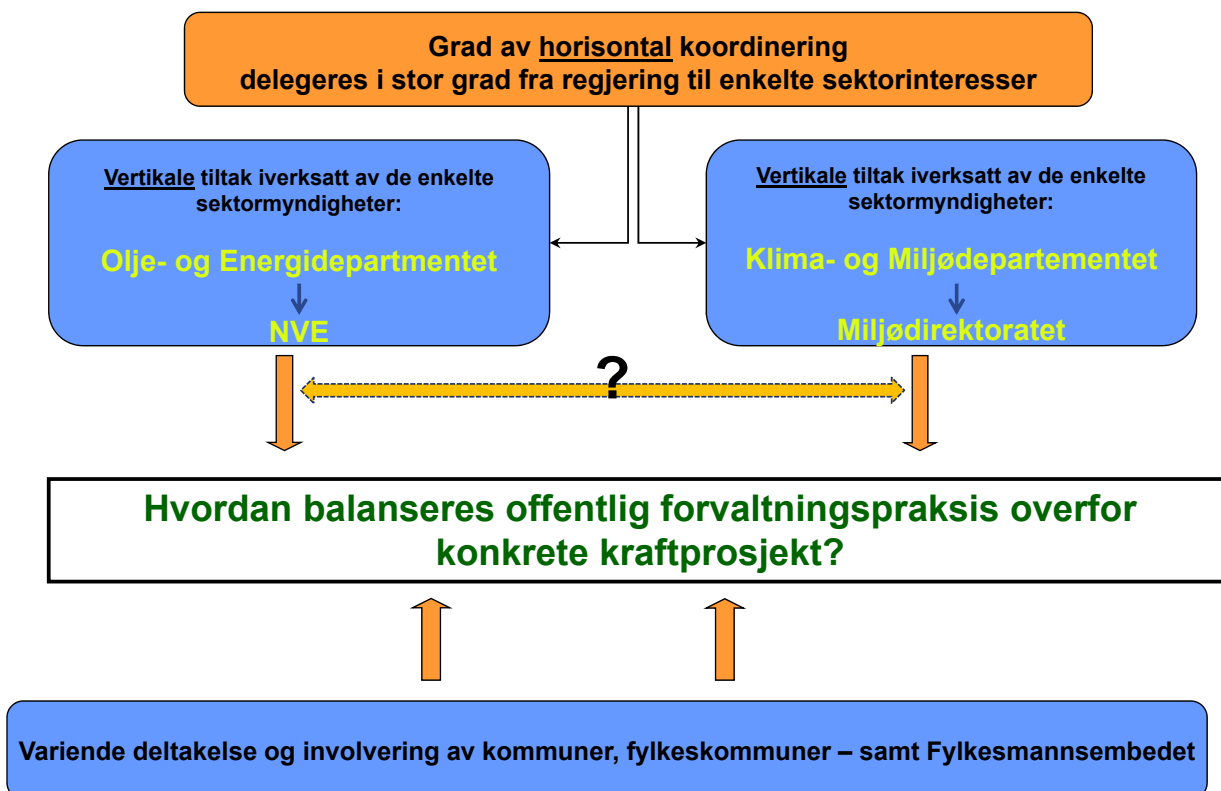 Grad av horisontal koordinering
delegeres i stor grad fra regjering til enkelte sektorinteresser
Vertikale tiltak iverksatt av de enkelte
sektormyndigheter:
Olje- og Energidepartmentet
NVE
Vertikale tiltak iverksatt av de enkelte
sektormyndigheter:
Klima- og Miljødepartementet
Miljødirektoratet
?
Hvordan balanseres offentlig forvaltningspraksis overfor
konkrete kraftprosjekt?
Variende deltakelse og involvering av kommuner, fylkeskommuner – samt Fylkesmannsembedet